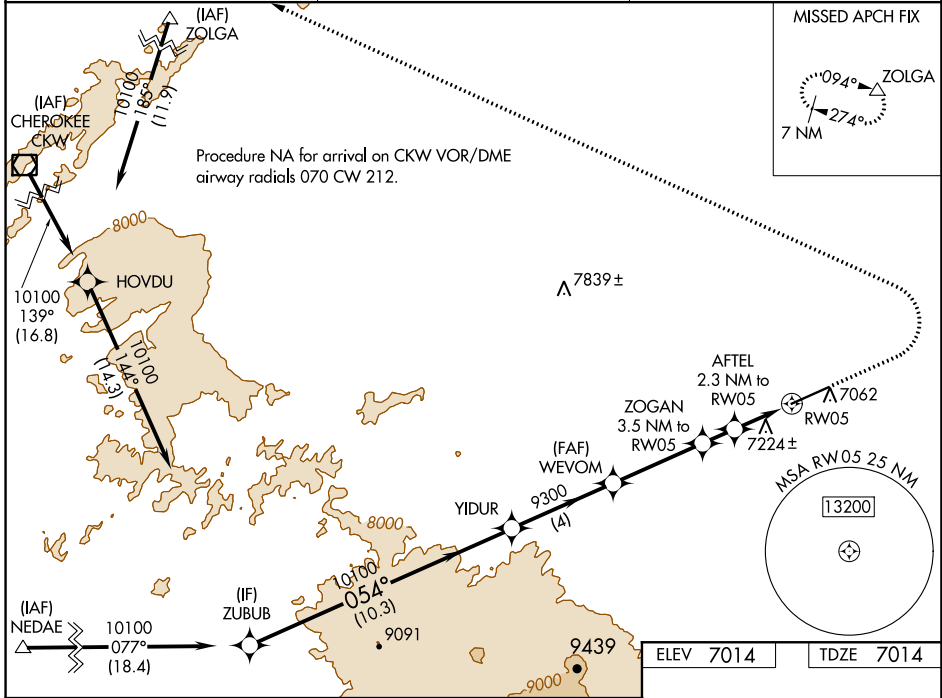 (IAF)
ZOLGA
10100
185°
(11.9)
MISSED APCH FIX
094°
ZOLGA
274°
7 NM
(IAF)
CHEROKEE
CKW
Procedure NA for arrival on CKW VOR/DME
airway radials 070 CW 212.
8000
HOVDU
10100
139°
(16.8)
10100
144°
(14.3)
7839±
AFTEL
2.3 NM to
RW05
ZOGAN
3.5 NM to
RW05
7062
RW05
7224±
(FAF)
WEVOM
YIDUR
9300
(4)
MSA RW05 25 NM
13200
8000
10100
054°
(10.3)
(IF)
ZUBUB
(IAF)
NEDAE
10100
077°
(18.4)
9091
9439
9000
ELEV 7014
TDZE 7014